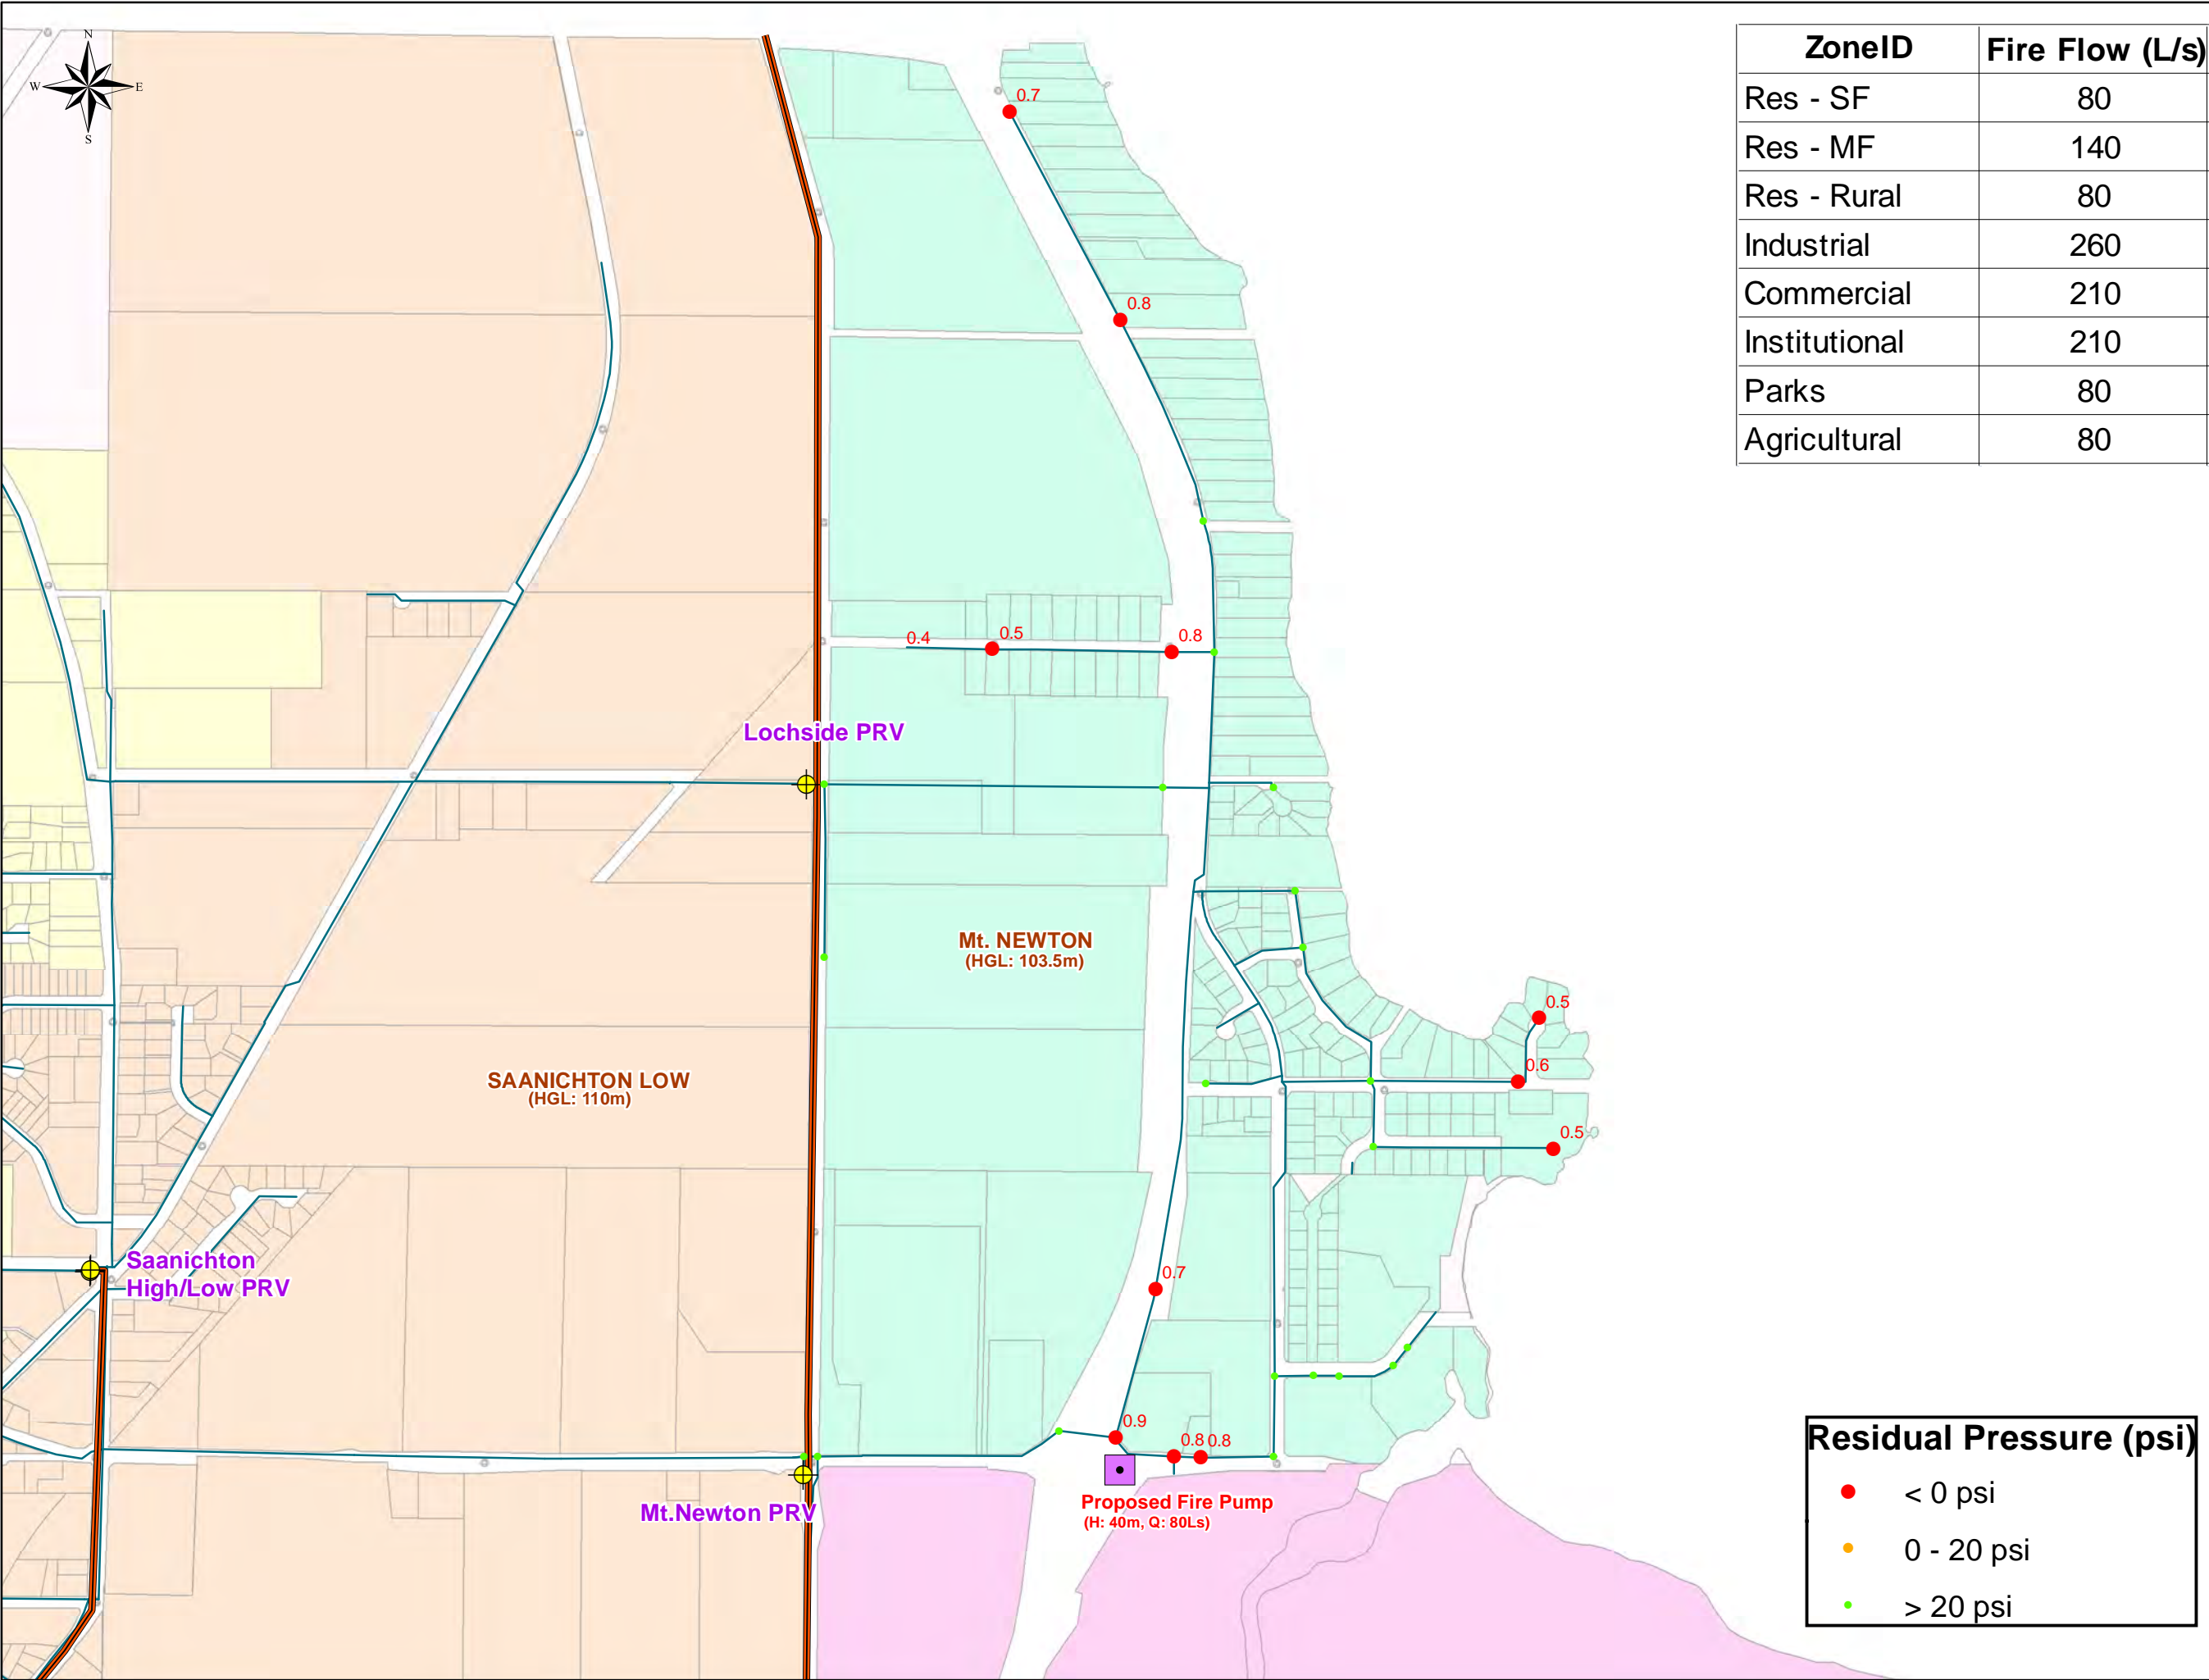 N
W E
S
ZoneID Fire Flow (L/s)
Res - SF 80
Res - MF 140
Res - Rural 80
Industrial 260
Commercial 210
Institutional 210
Parks 80
Agricultural 80
0.7
0.8
0.4 0.5 0.8
Lochside PRV
Mt. NEWTON
(HGL: 103.5m)
0.5
0.6
SAANICHTON LOW
(HGL: 110m)
0.5
Saanichton
High/Low PRV
0.7
0.9
0.8 0.8
Mt.Newton PRV
Proposed Fire Pump
(H: 40m, Q: 80Ls)
Residual Pressure (psi)
< 0 psi
0 - 20 psi
> 20 psi